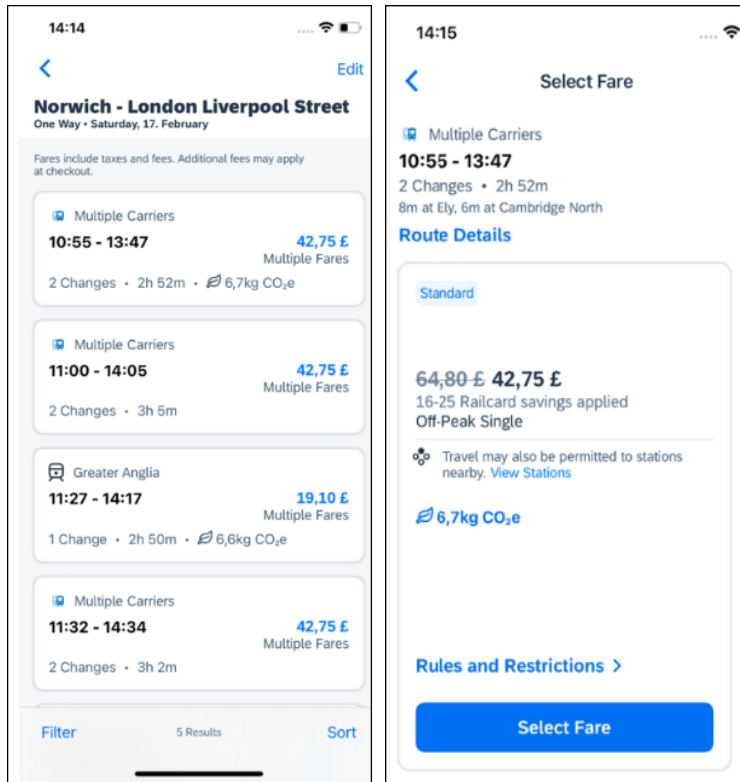 14:14
Edit
Norwich - London Liverpool Street
One Way • Saturday, 17. February
Fares include taxes and fees. Additional fees may apply
at checkout.
Multiple Carriers
10:55 - 13:47
42,75 £
Multiple Fares
2 Changes • 2h 52m • 6,7kg CO₂e
Multiple Carriers
11:00 - 14:05
42,75 £
Multiple Fares
2 Changes • 3h 5m
Greater Anglia
11:27 - 14:17
19,10 £
Multiple Fares
1 Change • 2h 50m • 6,6kg CO₂e
Multiple Carriers
11:32 - 14:34
42,75 £
Multiple Fares
2 Changes • 3h 2m
Filter
5 Results
Sort
14:15
Select Fare
Multiple Carriers
10:55 - 13:47
2 Changes • 2h 52m
8m at Ely, 6m at Cambridge North
Route Details
Standard
64,80 £ 42,75 £
16-25 Railcard savings applied
Off-Peak Single
Travel may also be permitted to stations
nearby. View Stations
6,7kg CO₂e
Rules and Restrictions >
Select Fare